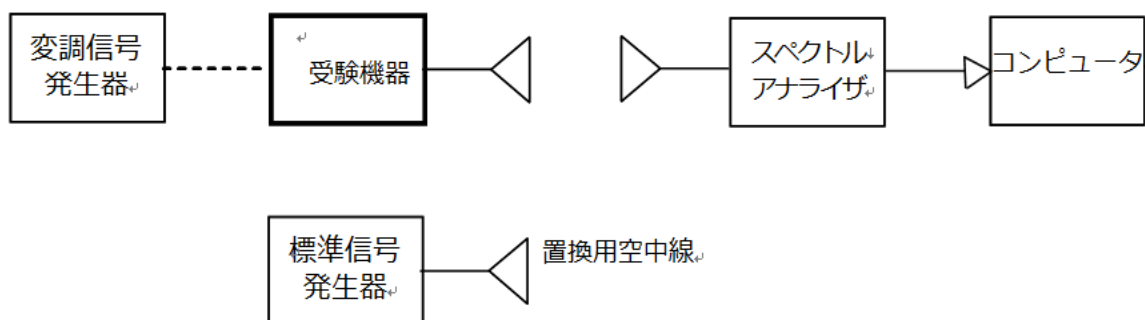 変調信号
発生器
受験機器
スペクトル
アナライザ
コンピュータ
標準信号
発生器
置換用空中線